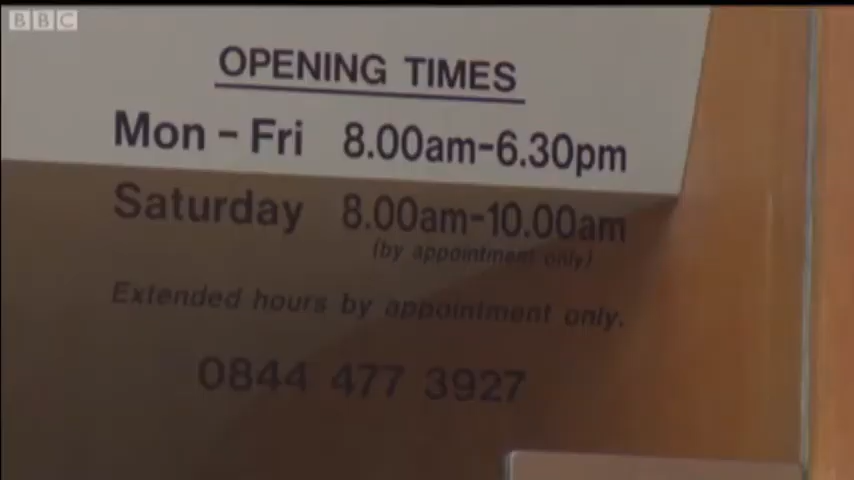 BBC
OPENING TIMES
Mon - Fri 8.00am-6.30pm
Saturday 8.00am-10.00am
(by appointment only)
Extended hours by appointment only.
0844 477 3927